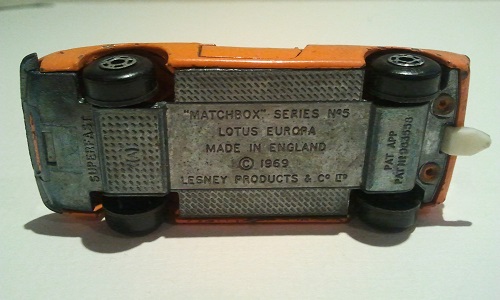 SUPERFAST
"MATCHBOX" SERIES Nº5
LOTUS EUROPA
MADE IN ENGLAND
© 1969
LESNEY PRODUCTS & Cº LTD
PAT APP